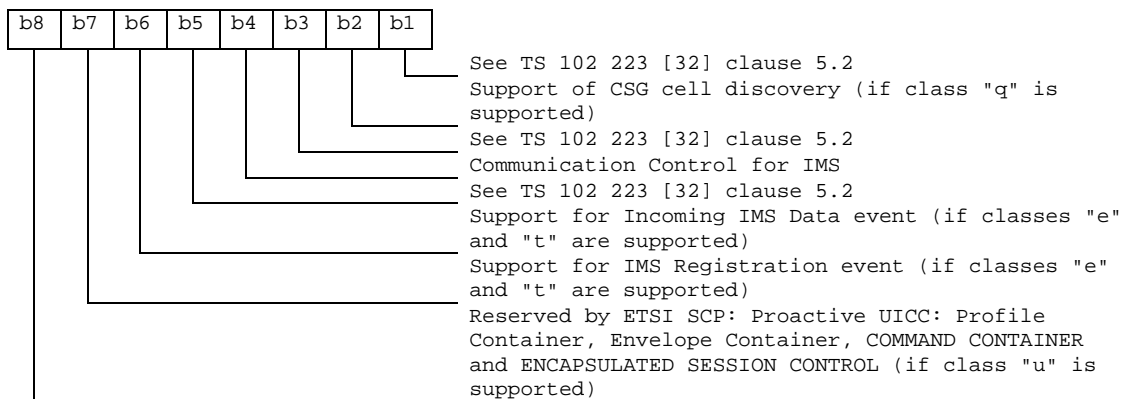 b8 b7 b6 b5 b4 b3 b2 b1
See TS 102 223 [32] clause 5.2
Support of CSG cell discovery (if class "q" is
supported)
See TS 102 223 [32] clause 5.2
Communication Control for IMS
See TS 102 223 [32] clause 5.2
Support for Incoming IMS Data event (if classes "e"
and "t" are supported)
Support for IMS Registration event (if classes "e"
and "t" are supported)
Reserved by ETSI SCP: Proactive UICC: Profile
Container, Envelope Container, COMMAND CONTAINER
and ENCAPSULATED SESSION CONTROL (if class "u" is
supported)